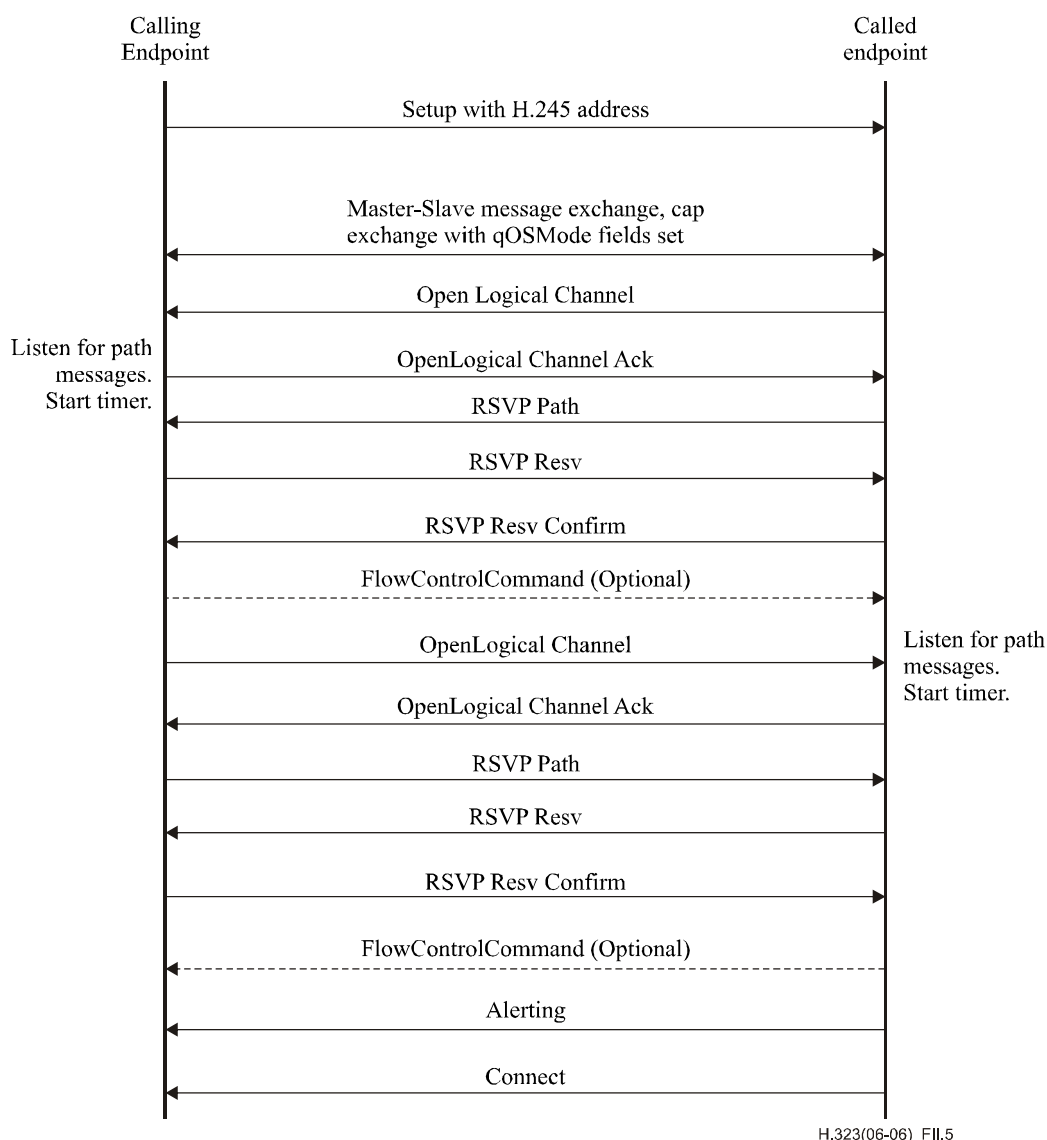 Calling
Endpoint
Called
endpoint
Setup with H.245 address
Master-Slave message exchange, cap
exchange with qOSMode fields set
Open Logical Channel
Listen for path
messages.
Start timer.
OpenLogical Channel Ack
RSVP Path
RSVP Resv
RSVP Resv Confirm
FlowControlCommand (Optional)
OpenLogical Channel
Listen for path
messages.
Start timer.
OpenLogical Channel Ack
RSVP Path
RSVP Resv
RSVP Resv Confirm
FlowControlCommand (Optional)
Alerting
Connect
H.323(06-06)_FII.5